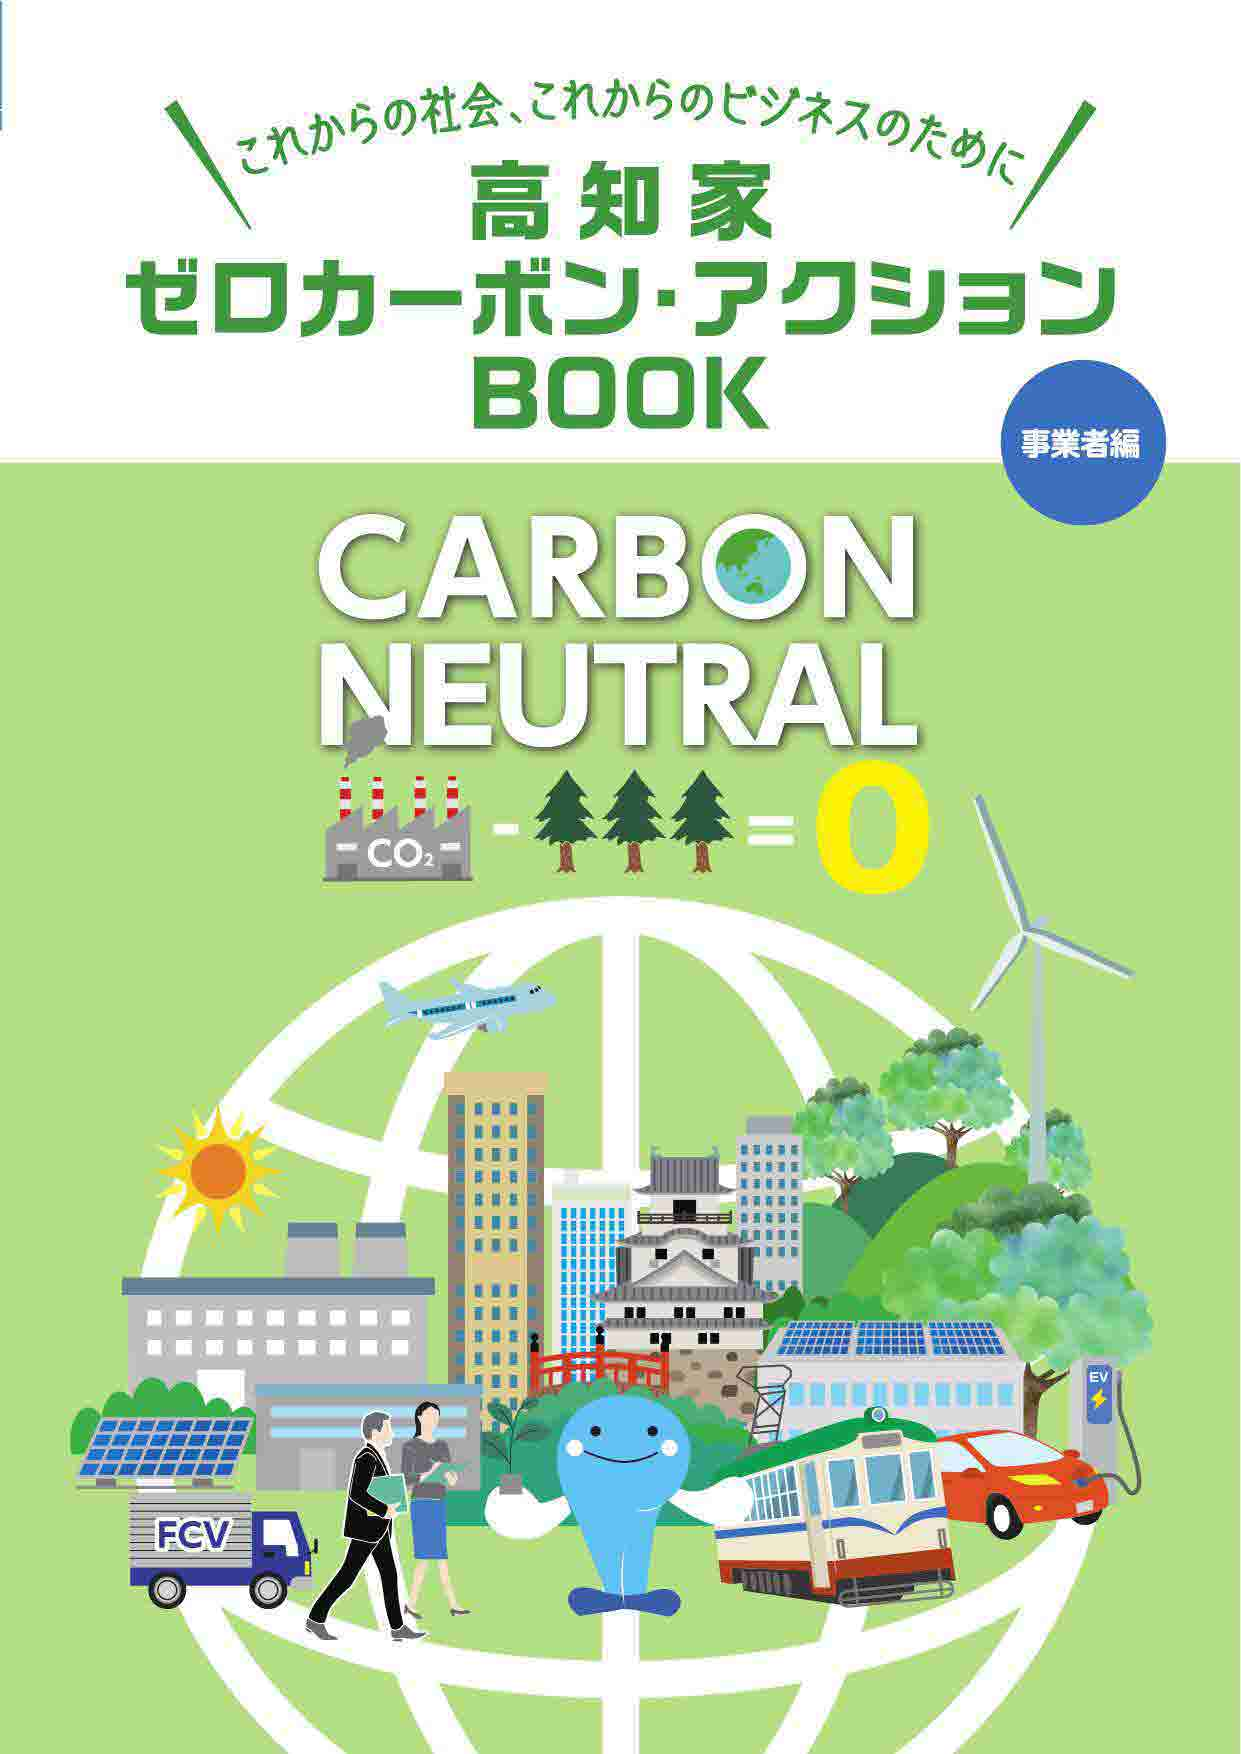 これからの社会、これからのビジネスのために
高知家
ゼロカーボン・アクション
BOOK
事業者編
CARBON
NEUTRAL
CO₂
-
=
0
EV
FCV